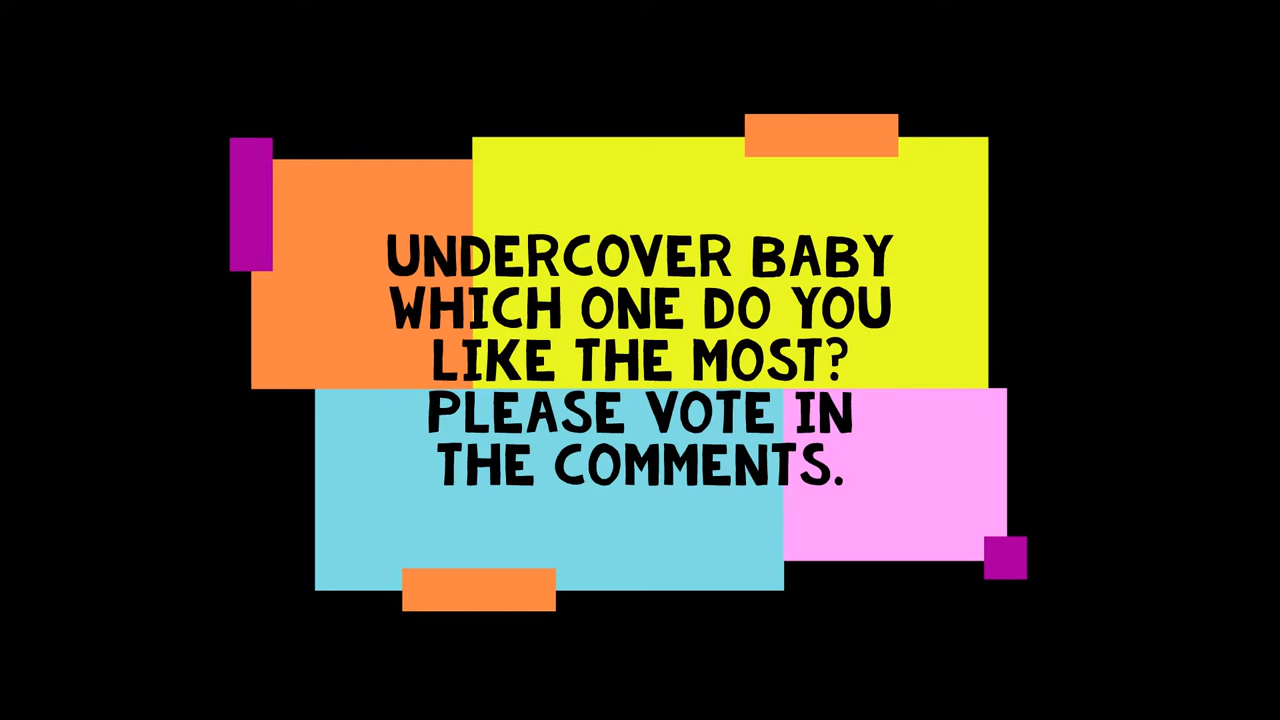 UNDERCOVER BABY
WHICH ONE DO YOU
LIKE THE MOST?
PLEASE VOTE IN
THE COMMENTS.